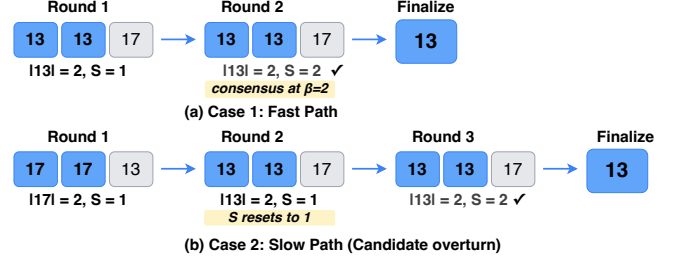 Round 1 Round 2 Finalize
13 13 17 13 13 17 13
|13| = 2, S = 1 |13| = 2, S = 2 ✓
consensus at β=2
(a) Case 1: Fast Path
Round 1 Round 2 Round 3 Finalize
17 17 13 13 13 17 13 13 17 13
|17| = 2, S = 1 |13| = 2, S = 1 |13| = 2, S = 2 ✓
S resets to 1
(b) Case 2: Slow Path (Candidate overturn)